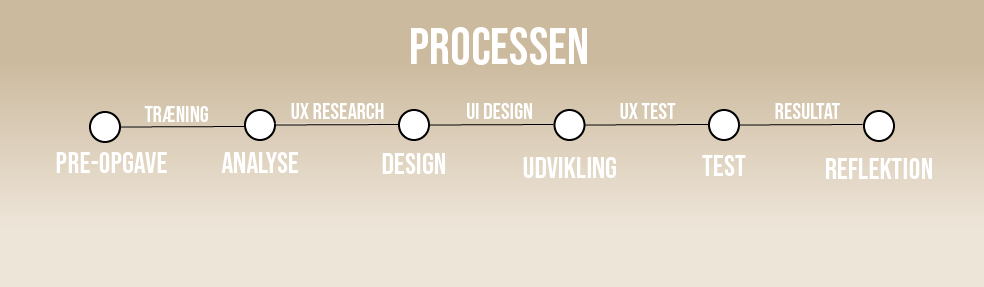 PROCESSEN
TRÆNING UX RESEARCH UI DESIGN UX TEST RESULTAT
PRE-OPGAVE ANALYSE DESIGN UDVIKLING TEST REFLEKTION